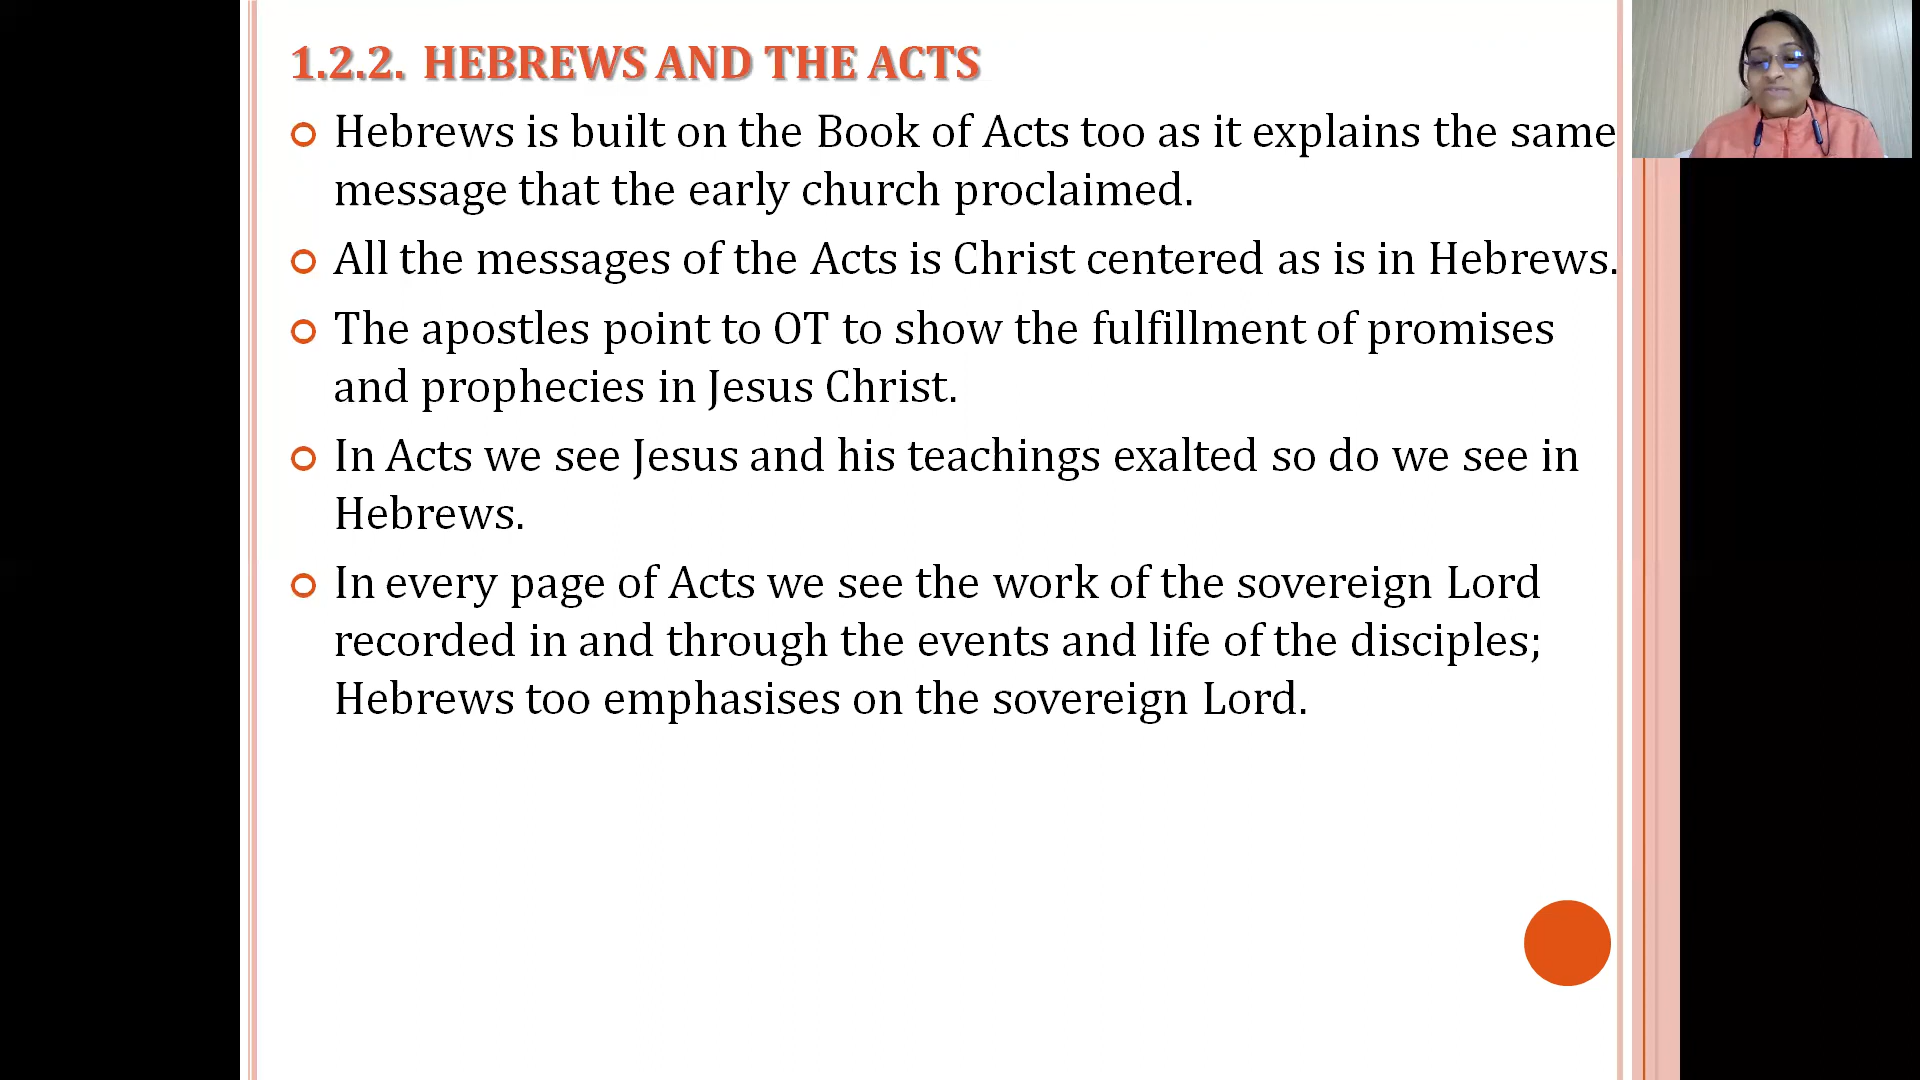 1.2.2. HEBREWS AND THE ACTS
Hebrews is built on the Book of Acts too as it explains the same
message that the early church proclaimed.
All the messages of the Acts is Christ centered as is in Hebrews.
The apostles point to OT to show the fulfillment of promises
and prophecies in Jesus Christ.
In Acts we see Jesus and his teachings exalted so do we see in
Hebrews.
In every page of Acts we see the work of the sovereign Lord
recorded in and through the events and life of the disciples;
Hebrews too emphasises on the sovereign Lord.